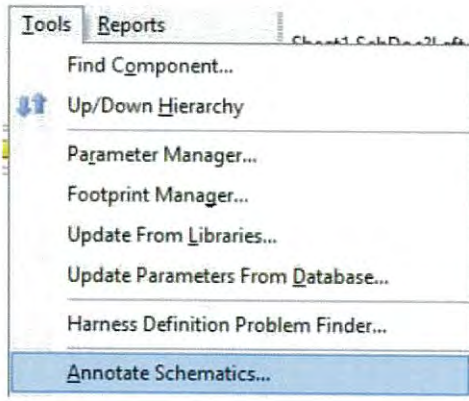 Tools Reports
Find Component...
Up/Down Hierarchy
Parameter Manager...
Footprint Manager...
Update From Libraries...
Update Parameters From Database...
Harness Definition Problem Finder...
Annotate Schematics...